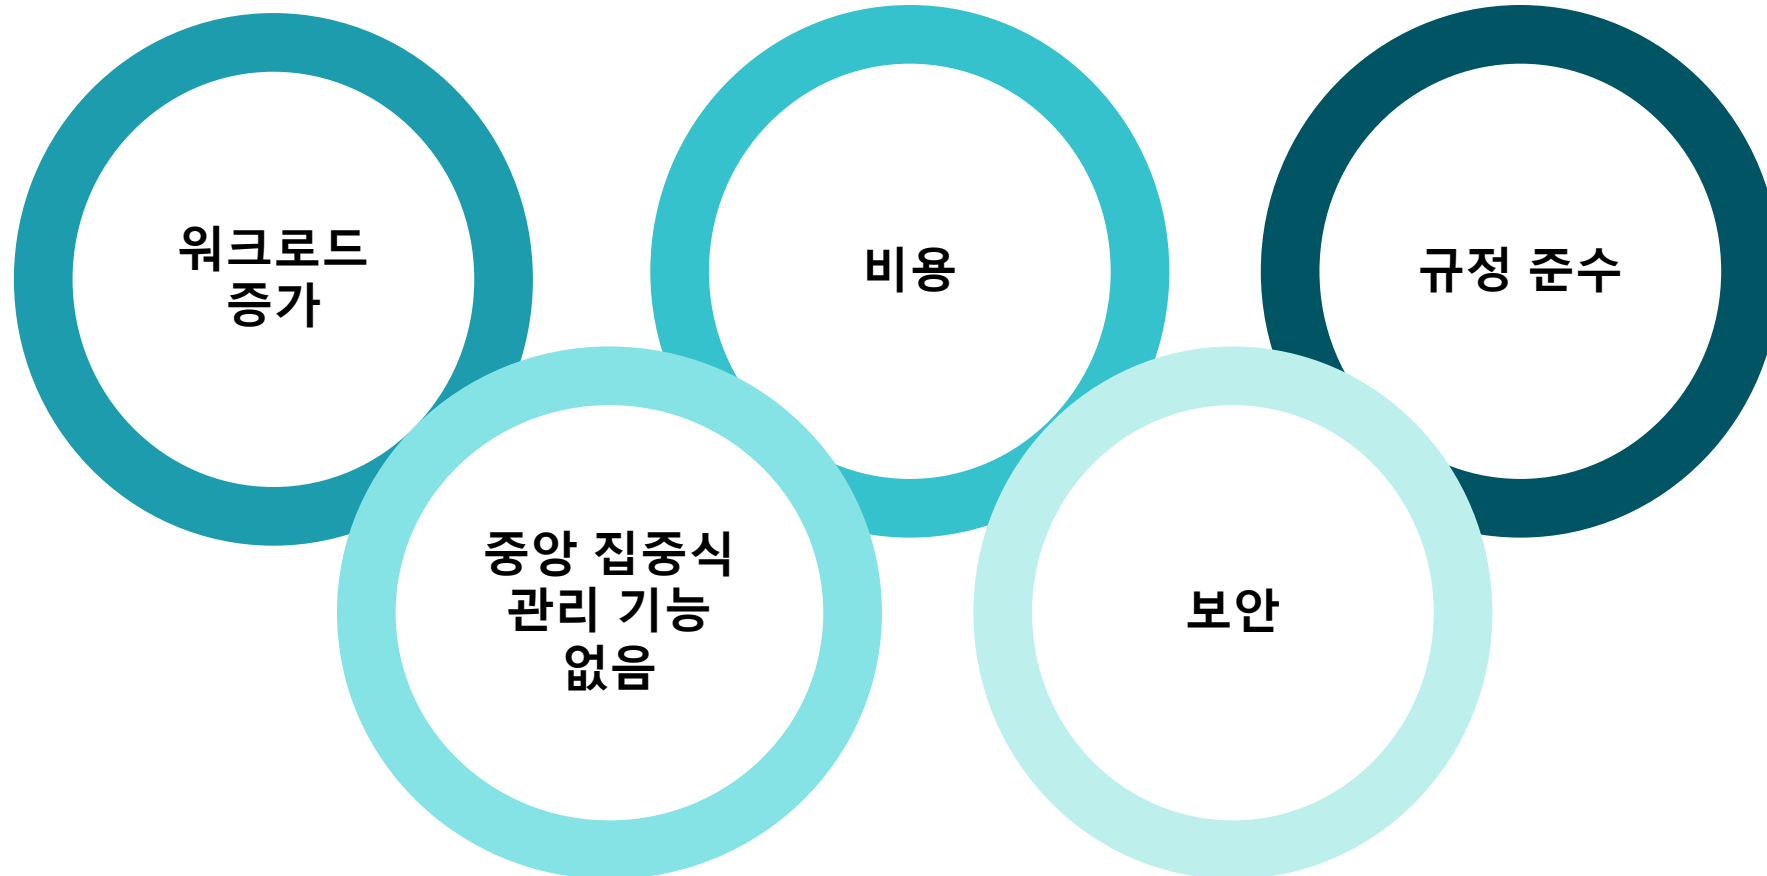 워크로드
증가
비용
규정 준수
중앙 집중식
관리 기능
없음
보안